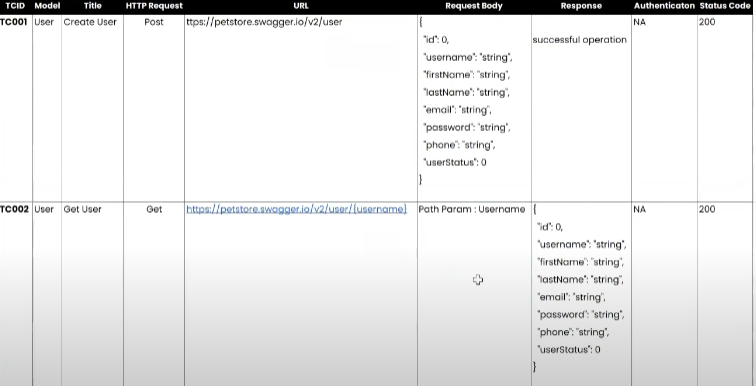 TCID Model Title HTTP Request URL Request Body Response Authenticaton Status Code
TC001 User Create User Post ttps://petstore.swagger.io/v2/user { NA 200
"id": 0, successful operation
"username": "string",
"firstName": "string",
"lastName": "string",
"email": "string",
"password": "string",
"phone": "string",
"userStatus": 0
}
TC002 User Get User Get https://petstore.swagger.io/v2/user/{username} Path Param : Username { NA 200
"id": 0,
"username": "string",
"firstName": "string",
"lastName": "string",
"email": "string",
"password": "string",
"phone": "string",
"userStatus": 0
}